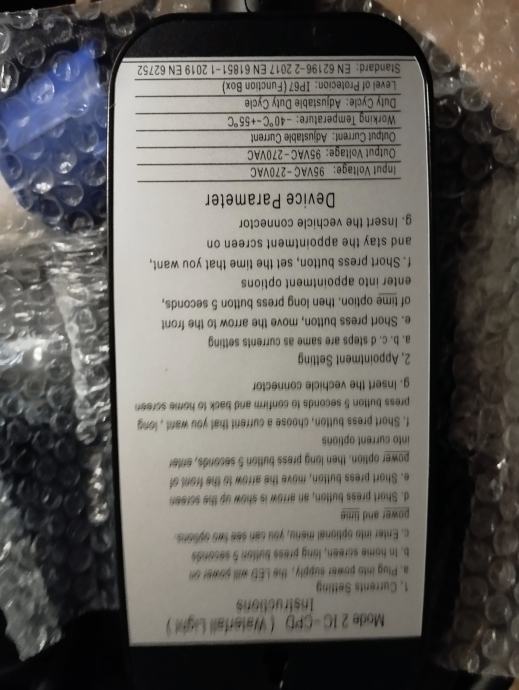 Mode 2 IC-CPD ( Waterfall Light )
Instructions
1, Currents Setting
a. Plug into power supply, the LED will power on
b. In home screen, long press button 5 seconds
c. Enter into optional menu, you can see two options
power and time
d. Short press button, an arrow is show up the screen
e. Short press button, move the arrow to the front of
power option. then long press button 5 seconds, enter
into current options
f. Short press button, choose a current that you want , long
press button 5 seconds to confirm and back to home screen
g. Insert the vechicle connector
2, Appointment Setting
a. b. c. d steps are same as currents setting
e. Short press button, move the arrow to the front
of time option. then long press button 5 seconds,
enter into appointment options
f. Short press button, set the time that you want,
and stay the appointment screen on
g. Insert the vechicle connector
Device Parameter
Input Voltage: 95VAC-270VAC
Output Voltage: 95VAC-270VAC
Output Current: Adjustable Current
Working Temperature: -40°C~+55°C
Duty Cycle: Adjustable Duty Cycle
Level of Protecion: IP67 (Function Box)
Standard: EN 62196-2 2017 EN 61851-1 2019 EN 62752